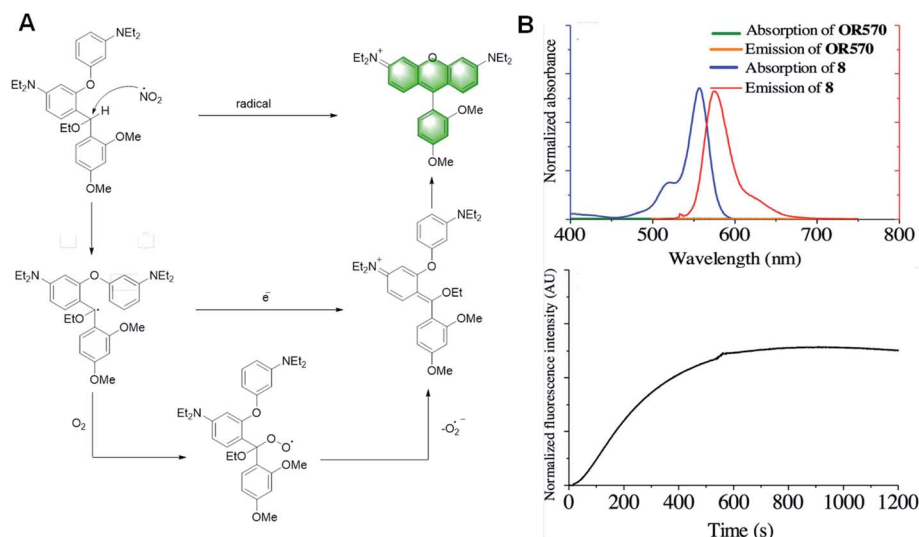 A
NEt₂
Et₂N
O
•NO₂
H
EtO
OMe
OMe
radical
Et₂N⁺
O
NEt₂
OMe
OMe
Et₂N
O
NEt₂
EtO
•
OMe
OMe
e⁻
NEt₂
Et₂N⁺
O
OEt
OMe
OMe
O₂
NEt₂
Et₂N
O
O
O•
EtO
OMe
OMe
-O₂•⁻
B
Absorption of OR570
Emission of OR570
Absorption of 8
Emission of 8
Normalized absorbance
400 500 600 700 800
Wavelength (nm)
Normalized fluorescence intensity (AU)
0 200 400 600 800 1000 1200
Time (s)